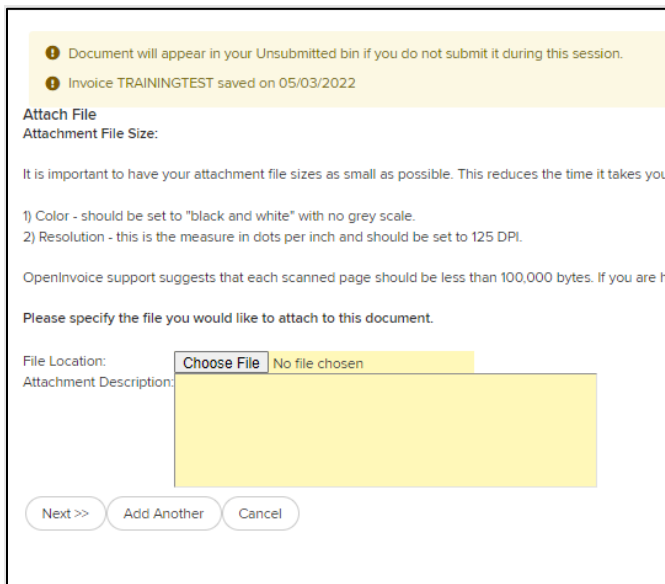 Document will appear in your Unsubmitted bin if you do not submit it during this session.
Invoice TRAININGTEST saved on 05/03/2022
Attach File
Attachment File Size:
It is important to have your attachment file sizes as small as possible. This reduces the time it takes you
1) Color - should be set to "black and white" with no grey scale.
2) Resolution - this is the measure in dots per inch and should be set to 125 DPI.
OpenInvoice support suggests that each scanned page should be less than 100,000 bytes. If you are h
Please specify the file you would like to attach to this document.
File Location: Choose File No file chosen
Attachment Description:
Next >> Add Another Cancel